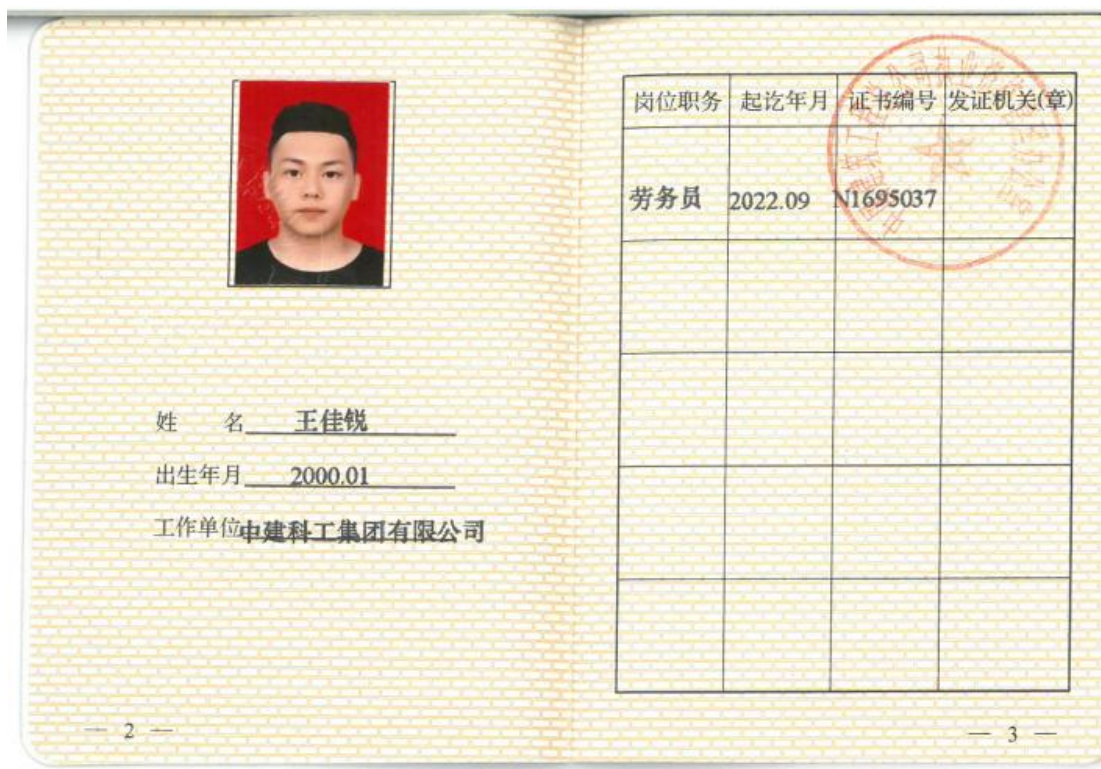 姓 名 王佳锐
出生年月 2000.01
工作单位 中建科工集团有限公司
— 2 —
岗位职务 起讫年月 证书编号 发证机关(章)
劳务员 2022.09 N1695037
— 3 —